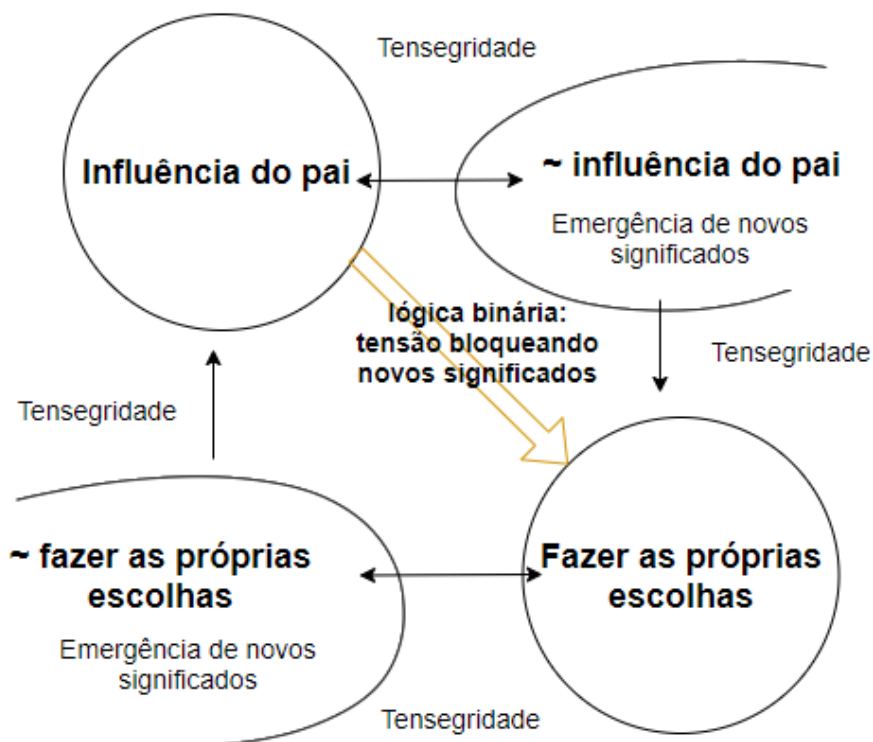 Tensegridade
Influência do pai
~ influência do pai
Emergência de novos
significados
lógica binária:
tensão bloqueando
novos significados
Tensegridade
Tensegridade
~ fazer as próprias
escolhas
Emergência de novos
significados
Fazer as próprias
escolhas
Tensegridade